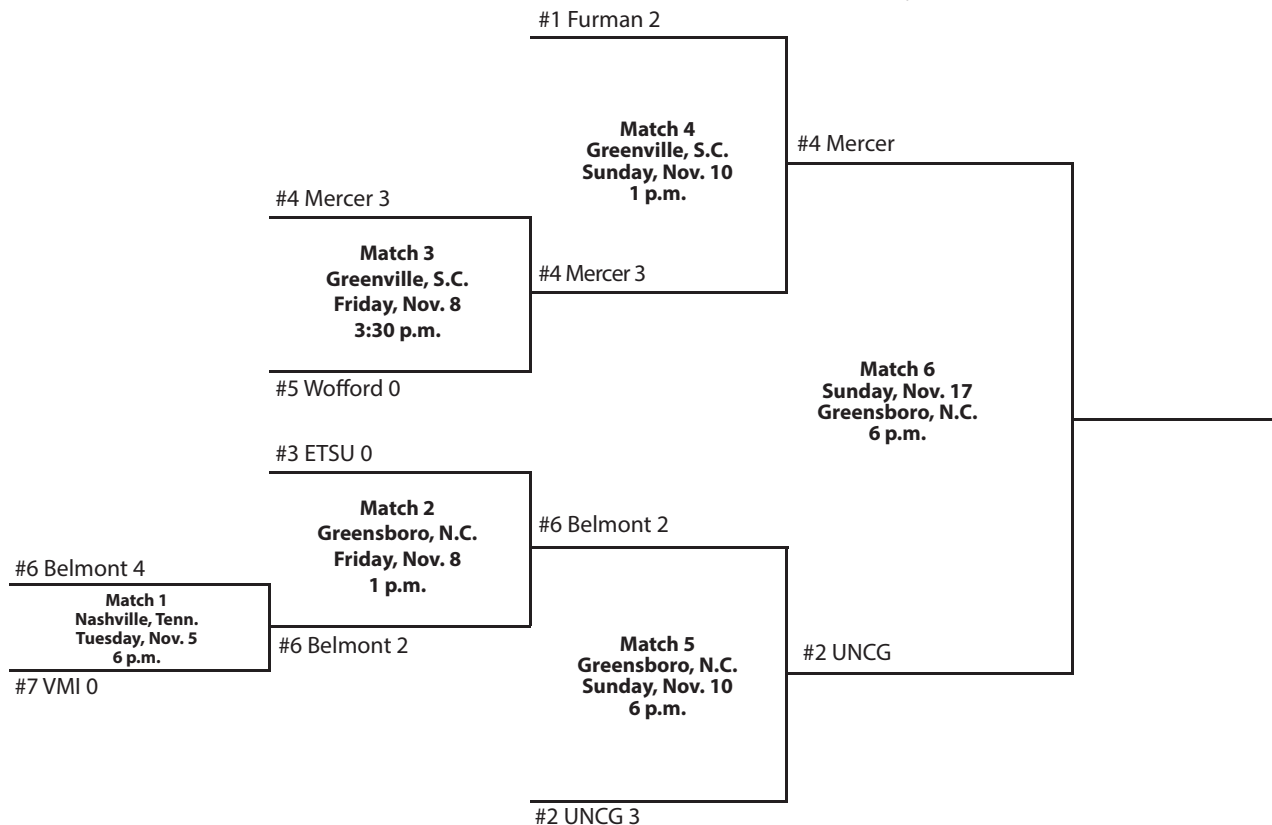 #1 Furman 2
Match 4
Greenville, S.C.
Sunday, Nov. 10
1 p.m.
#4 Mercer
#4 Mercer 3
Match 3
Greenville, S.C.
Friday, Nov. 8
3:30 p.m.
#4 Mercer 3
#5 Wofford 0
Match 6
Sunday, Nov. 17
Greensboro, N.C.
6 p.m.
#3 ETSU 0
Match 2
Greensboro, N.C.
Friday, Nov. 8
1 p.m.
#6 Belmont 2
#6 Belmont 4
Match 1
Nashville, Tenn.
Tuesday, Nov. 5
6 p.m.
#6 Belmont 2
#7 VMI 0
Match 5
Greensboro, N.C.
Sunday, Nov. 10
6 p.m.
#2 UNCG
#2 UNCG 3